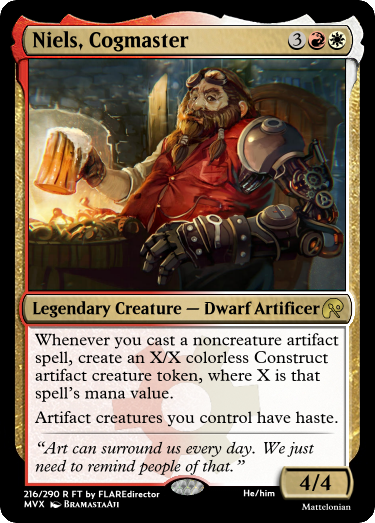 Niels, Cogmaster 3
Legendary Creature — Dwarf Artificer
Whenever you cast a noncreature artifact
spell, create an X/X colorless Construct
artifact creature token, where X is that
spell's mana value.
Artifact creatures you control have haste.
“Art can surround us every day. We just
need to remind people of that.”
4/4
216/290 R FT by FLAREdirector He/him
MVX BramastaAji Mattelonian